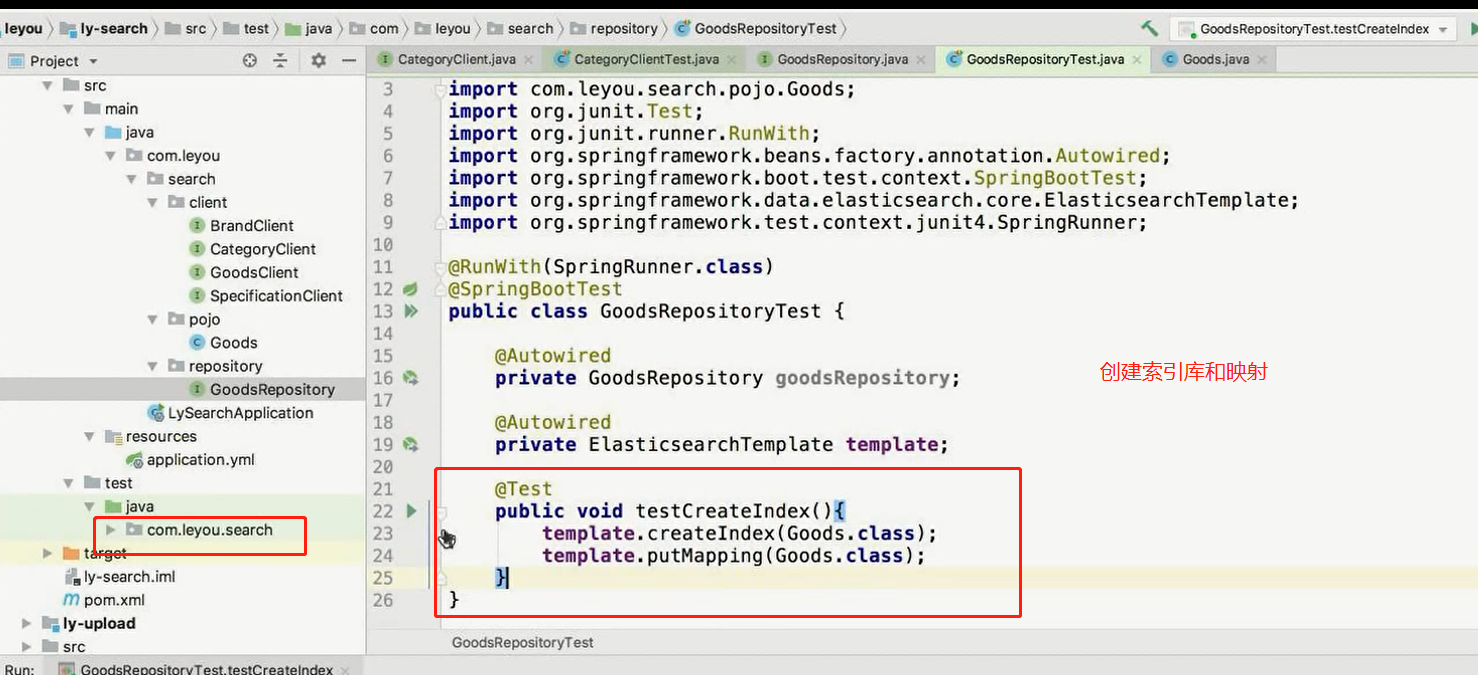 leyou ly-search src test java com leyou search repository GoodsRepositoryTest GoodsRepositoryTest.testCreateIndex
Project
CategoryClient.java CategoryClientTest.java GoodsRepository.java GoodsRepositoryTest.java Goods.java
src
main
java
com.leyou
search
client
BrandClient
CategoryClient
GoodsClient
SpecificationClient
pojo
Goods
repository
GoodsRepository
LySearchApplication
resources
application.yml
test
java
com.leyou.search
target
ly-search.iml
pom.xml
ly-upload
src
3 import com.leyou.search.pojo.Goods;
4 import org.junit.Test;
5 import org.junit.runner.RunWith;
6 import org.springframework.beans.factory.annotation.Autowired;
7 import org.springframework.boot.test.context.SpringBootTest;
8 import org.springframework.data.elasticsearch.core.ElasticsearchTemplate;
9 import org.springframework.test.context.junit4.SpringRunner;
10
11 @RunWith(SpringRunner.class)
12 @SpringBootTest
13 public class GoodsRepositoryTest {
14
15 @Autowired
16 private GoodsRepository goodsRepository;
17
18 @Autowired
19 private ElasticsearchTemplate template;
20
21 @Test
22 public void testCreateIndex(){
23 template.createIndex(Goods.class);
24 template.putMapping(Goods.class);
25 }
26 }
创建索引库和映射
GoodsRepositoryTest
Run: GoodsRepositoryTest.testCreateIndex